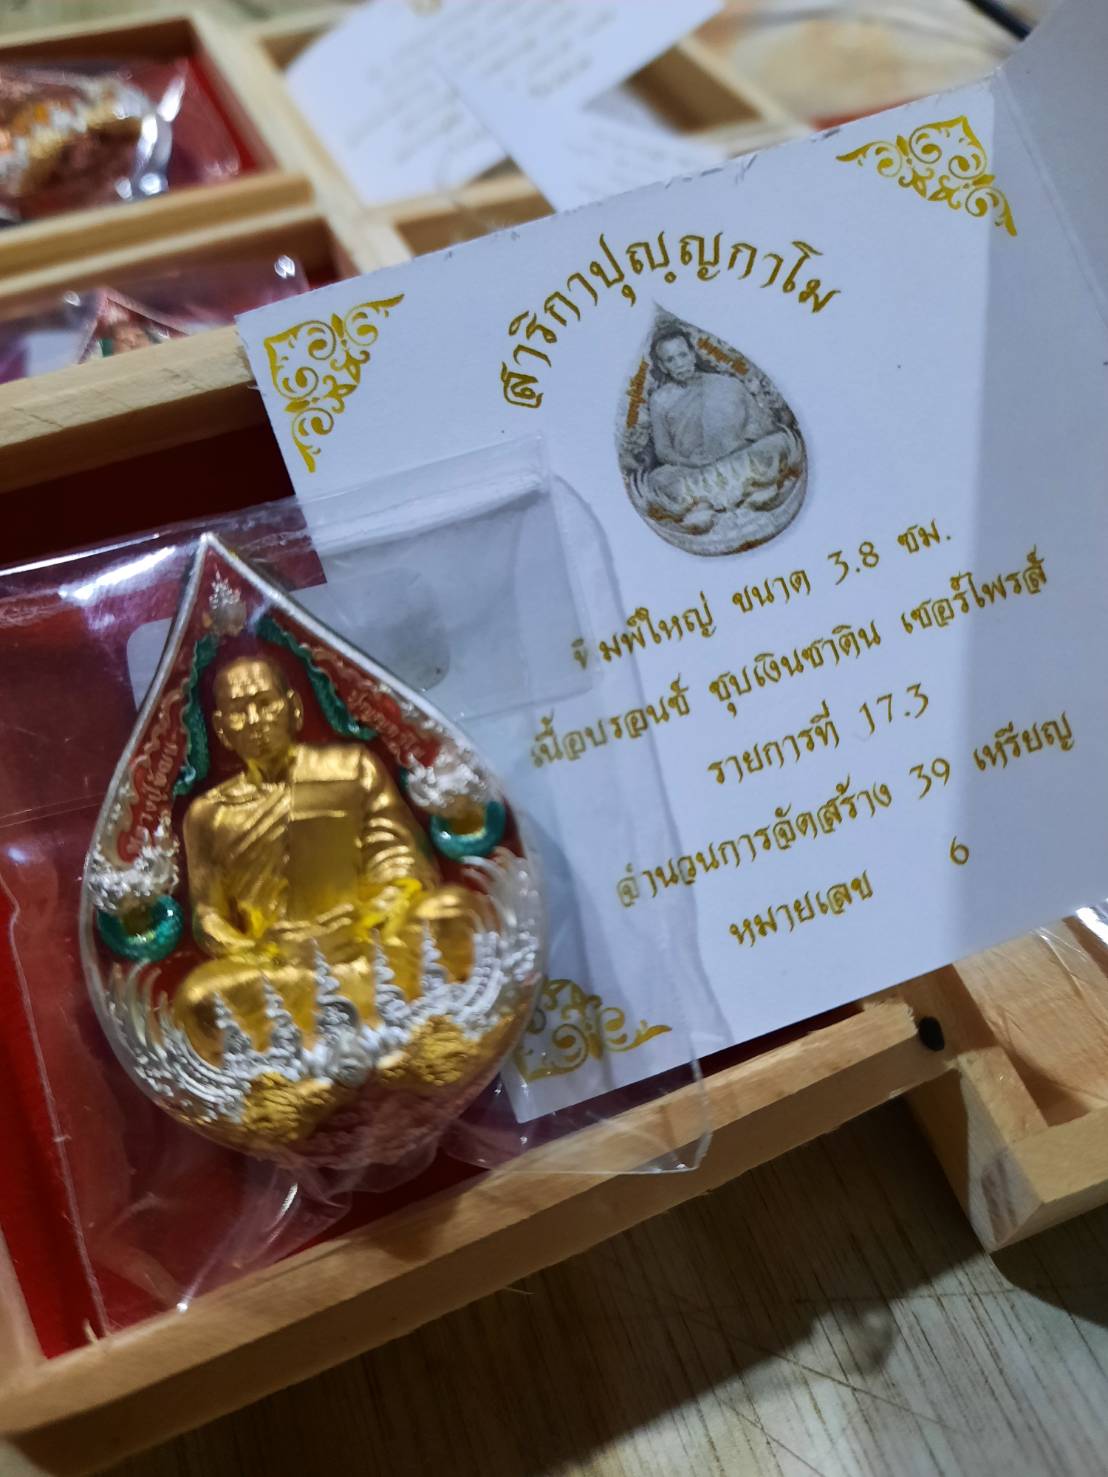 สาริกาปุญฺญกาโม
พิมพ์ใหญ่ ขนาด 3.8 ซม.
เนื้อบรอนซ์ ชุบเงินซาติน เซอร์ไพรส์
รายการที่ 17.3
จำนวนการจัดสร้าง 39 เหรียญ
หมายเลข 6